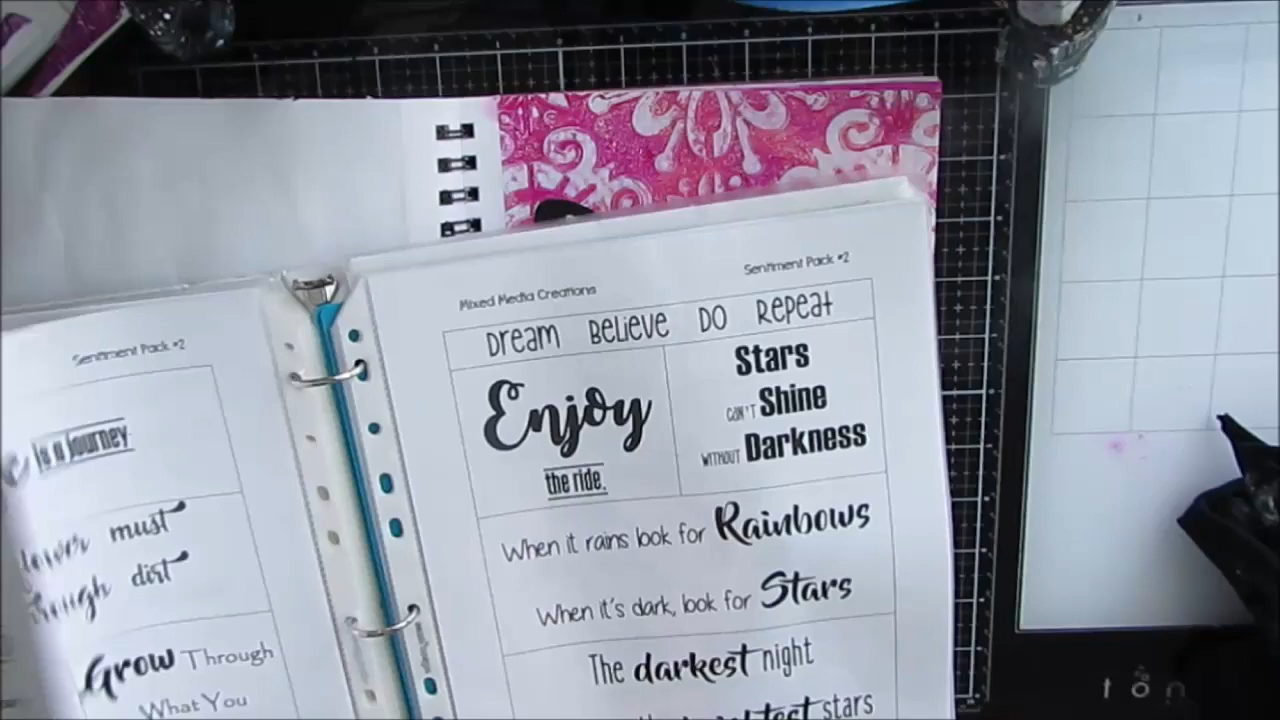 Sentiment Pack #2
is a journey
must
dirt
Grow Through
What You
Mixed Media Creations
Sentiment Pack #2
Dream Believe DO Repeat
Enjoy
the ride.
Stars
CAN'T Shine
WITHOUT Darkness
When it rains look for Rainbows
When it's dark, look for Stars
The darkest night
stars